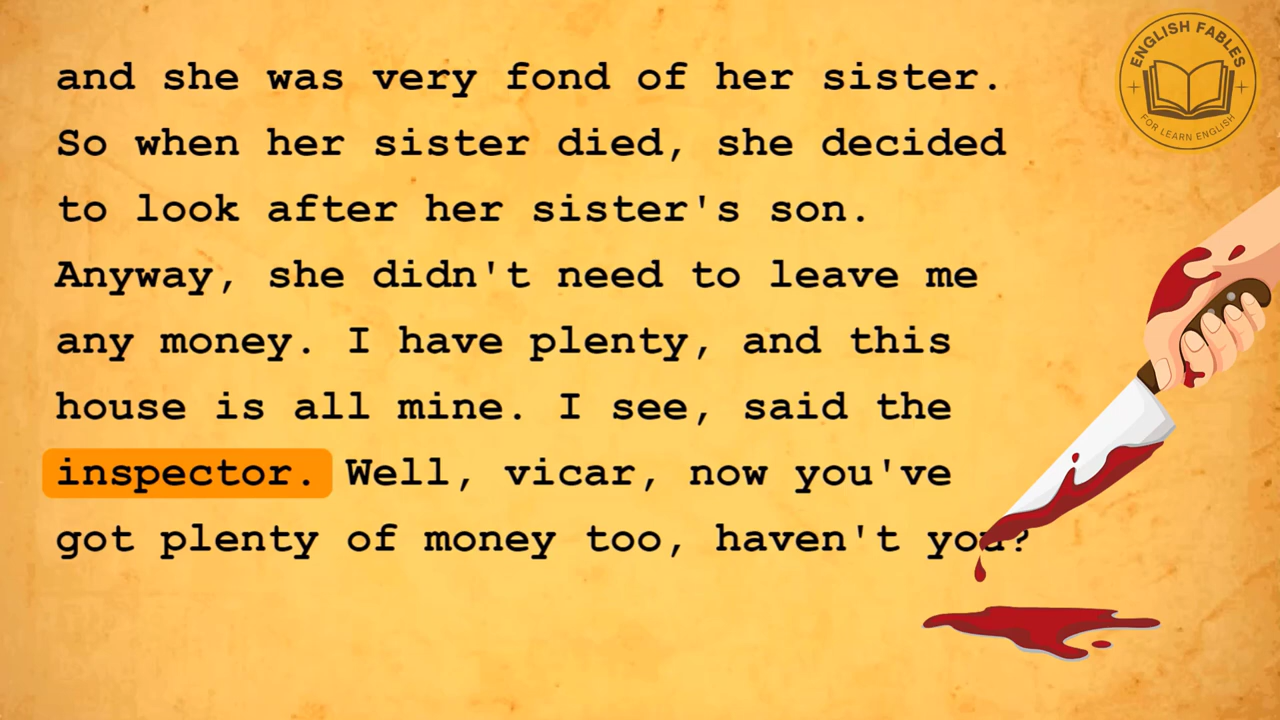 and she was very fond of her sister.
So when her sister died, she decided
to look after her sister's son.
Anyway, she didn't need to leave me
any money. I have plenty, and this
house is all mine. I see, said the
inspector. Well, vicar, now you've
got plenty of money too, haven't you?
ENGLISH FABLES
FOR LEARN ENGLISH